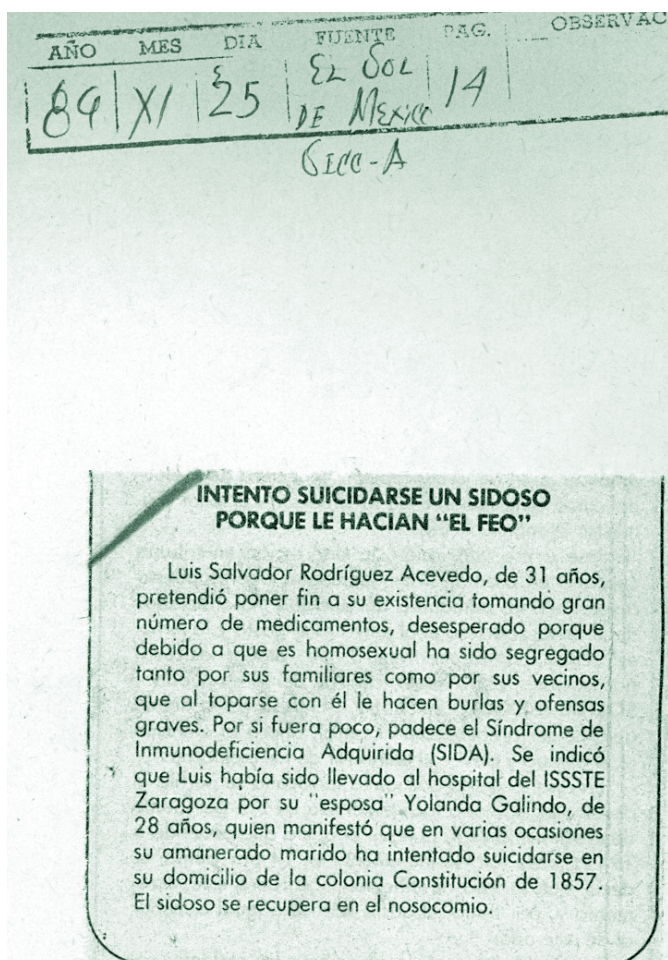 AÑO MES DIA FUENTE PAG. OBSERVAC
89 XI 25 EL SOL DE MEXICO 14
SECC-A
INTENTO SUICIDARSE UN SIDOSO
PORQUE LE HACIAN “EL FEO”
Luis Salvador Rodríguez Acevedo, de 31 años,
pretendió poner fin a su existencia tomando gran
número de medicamentos, desesperado porque
debido a que es homosexual ha sido segregado
tanto por sus familiares como por sus vecinos,
que al toparse con él le hacen burlas y ofensas
graves. Por si fuera poco, padece el Síndrome de
Inmunodeficiencia Adquirida (SIDA). Se indicó
que Luis había sido llevado al hospital del ISSSTE
Zaragoza por su "esposa" Yolanda Galindo, de
28 años, quien manifestó que en varias ocasiones
su amanerado marido ha intentado suicidarse en
su domicilio de la colonia Constitución de 1857.
El sidoso se recupera en el nosocomio.